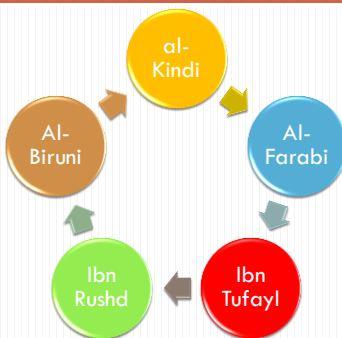 al-
Kindi
Al-
Farabi
Ibn
Tufayl
Ibn
Rushd
Al-
Biruni